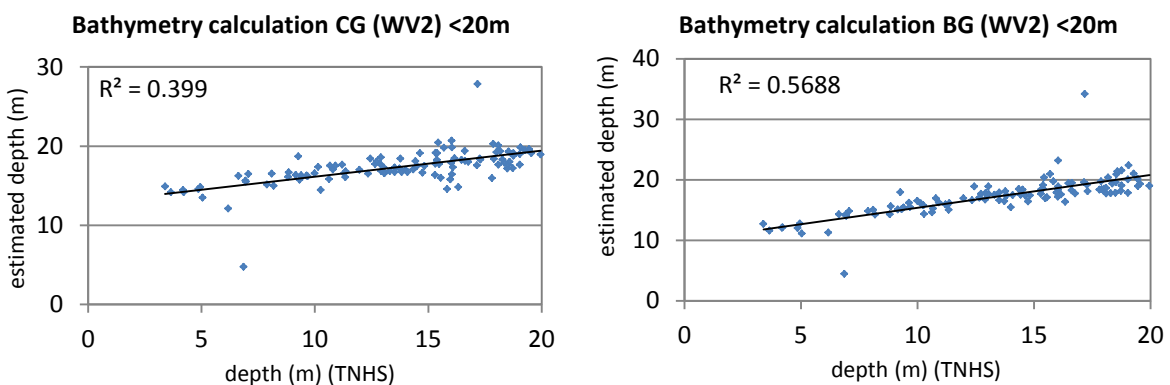 Bathymetry calculation CG (WV2) <20m
30
R² = 0.399
20
10
0
0 5 10 15 20
estimated depth (m)
depth (m) (TNHS)
Bathymetry calculation BG (WV2) <20m
40
R² = 0.5688
30
20
10
0
0 5 10 15 20
estimated depth (m)
depth (m) (TNHS)